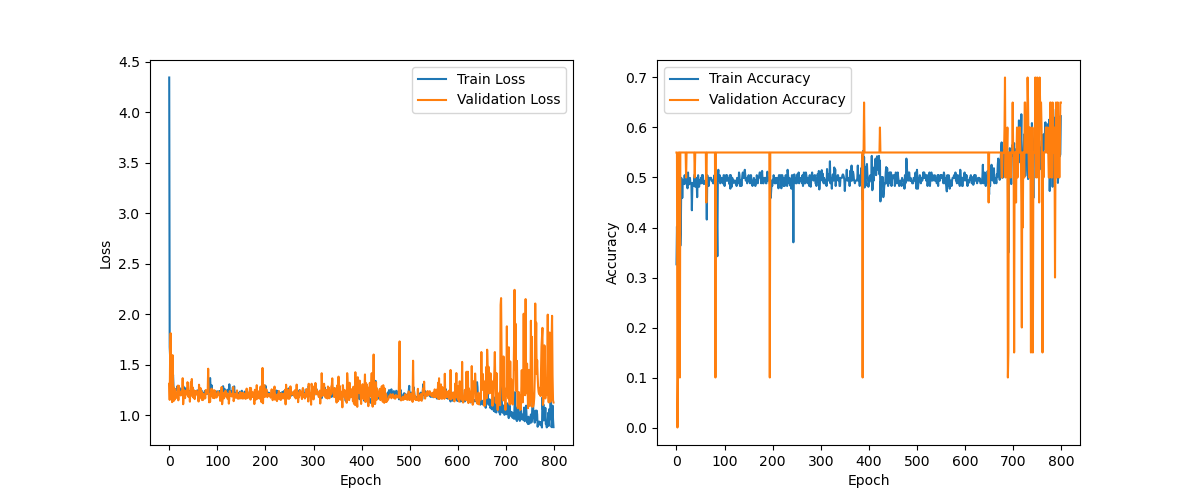 4.5
4.0
3.5
3.0
2.5
2.0
1.5
1.0
Loss
0 100 200 300 400 500 600 700 800
Epoch
Train Loss
Validation Loss
0.7
0.6
0.5
0.4
0.3
0.2
0.1
0.0
Accuracy
0 100 200 300 400 500 600 700 800
Epoch
Train Accuracy
Validation Accuracy